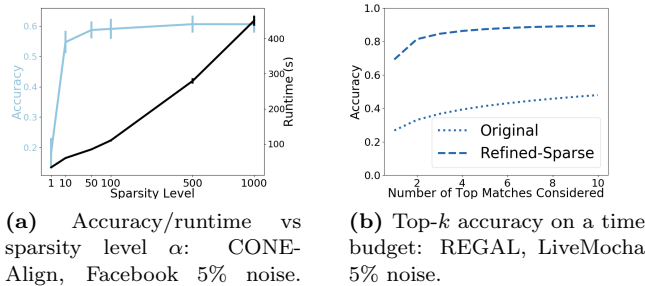 0.6
0.5
0.4
0.3
0.2
Accuracy
400
300
200
100
Runtime (s)
1 10 50 100 500 1000
Sparsity Level
1.0
0.8
0.6
0.4
0.2
0.0
Accuracy
Original
Refined-Sparse
2 4 6 8 10
Number of Top Matches Considered
(a) Accuracy/runtime vs
sparsity level α: CONE-
Align, Facebook 5% noise.
(b) Top-k accuracy on a time
budget: REGAL, LiveMocha
5% noise.